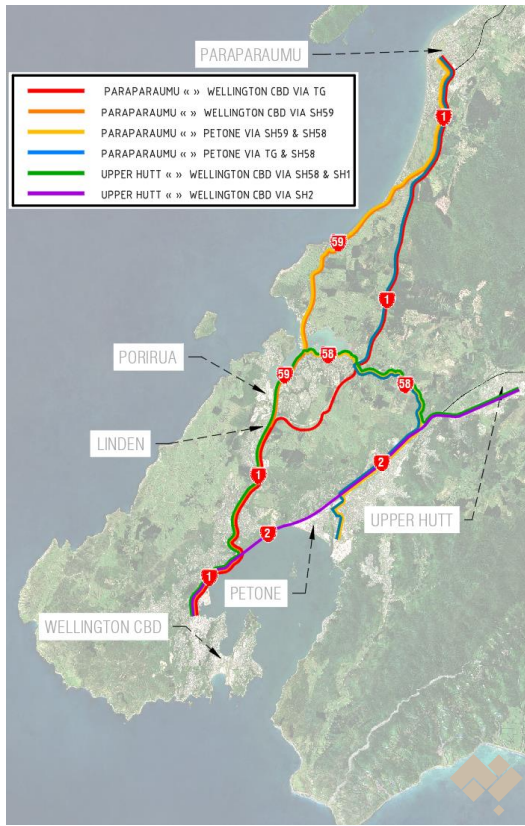 PARAPARAUMU
PARAPARAUMU « » WELLINGTON CBD VIA TG
PARAPARAUMU « » WELLINGTON CBD VIA SH59
PARAPARAUMU « » PETONE VIA SH59 & SH58
PARAPARAUMU « » PETONE VIA TG & SH58
UPPER HUTT « » WELLINGTON CBD VIA SH58 & SH1
UPPER HUTT « » WELLINGTON CBD VIA SH2
1
59
1
58
PORIRUA
59
58
LINDEN
2
1
UPPER HUTT
2
1
PETONE
WELLINGTON CBD